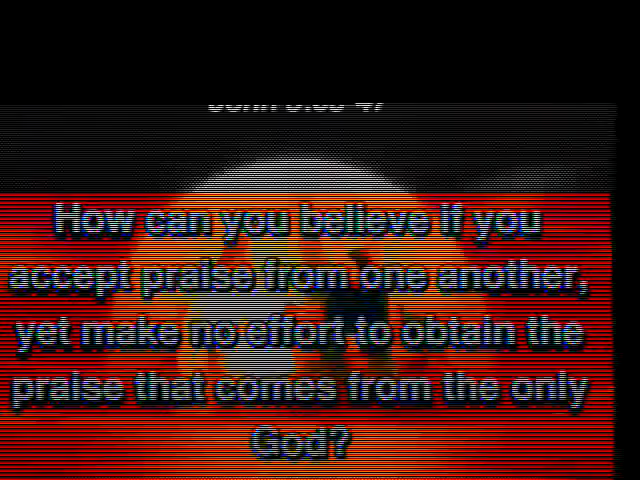 How can you believe if you
accept praise from one another,
yet make no effort to obtain the
praise that comes from the only
God?